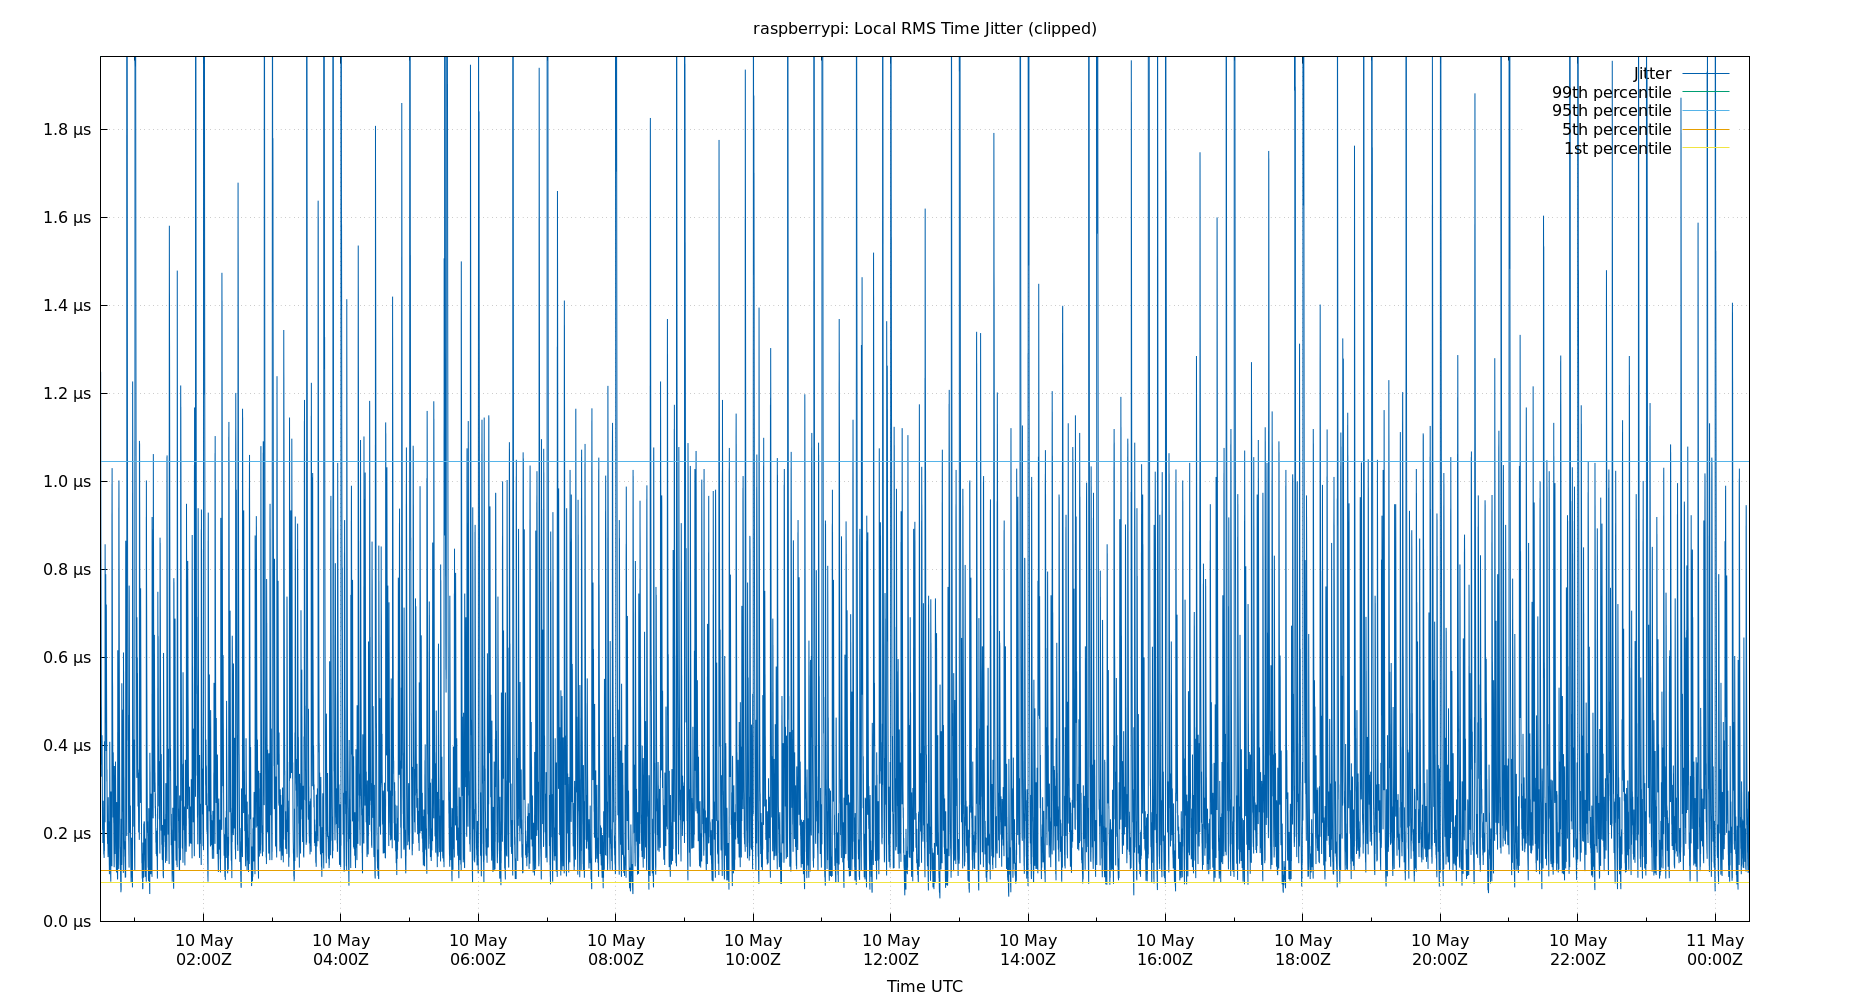 raspberrypi: Local RMS Time Jitter (clipped)
Jitter
99th percentile
95th percentile
5th percentile
1st percentile
1.8 μs
1.6 μs
1.4 μs
1.2 μs
1.0 μs
0.8 μs
0.6 μs
0.4 μs
0.2 μs
0.0 μs
10 May 10 May 10 May 10 May 10 May 10 May 10 May 10 May 10 May 10 May 10 May 11 May
02:00Z 04:00Z 06:00Z 08:00Z 10:00Z 12:00Z 14:00Z 16:00Z 18:00Z 20:00Z 22:00Z 00:00Z
Time UTC